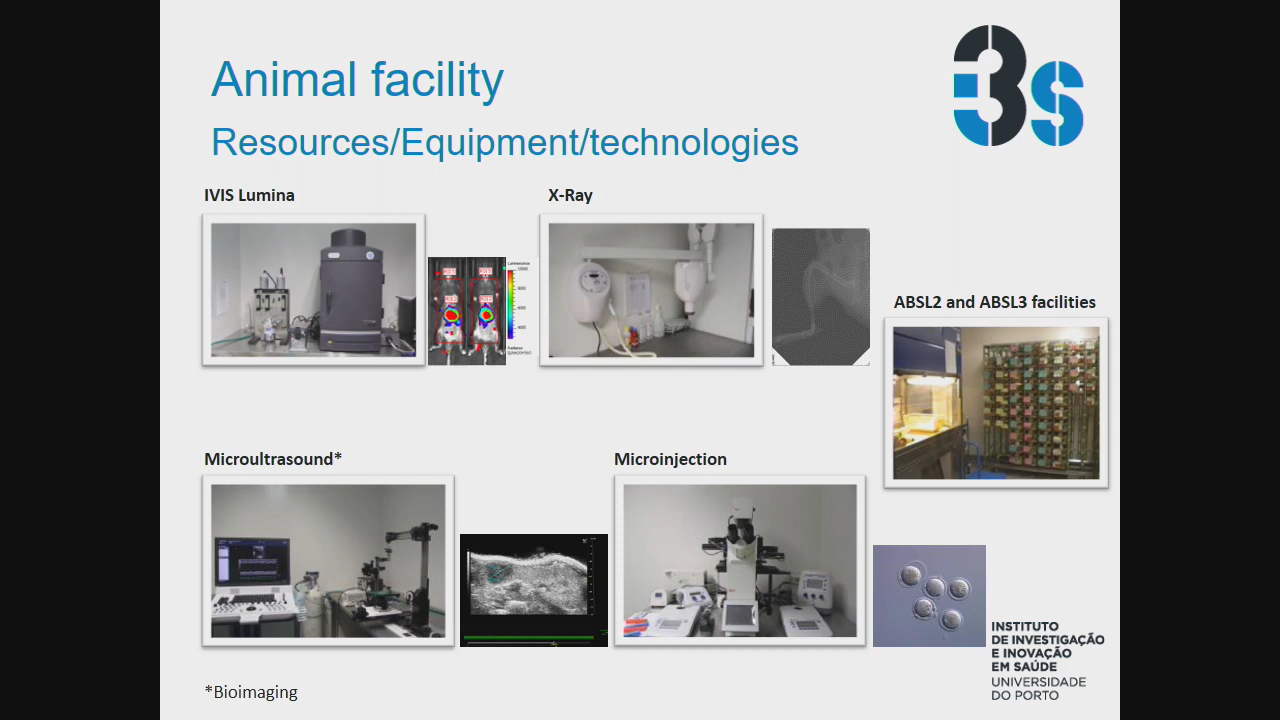 Animal facility
Resources/Equipment/technologies
i3s
IVIS Lumina
X-Ray
ABSL2 and ABSL3 facilities
Microultrasound*
Microinjection
*Bioimaging
INSTITUTO
DE INVESTIGAÇÃO
E INOVAÇÃO
EM SAÚDE
UNIVERSIDADE
DO PORTO